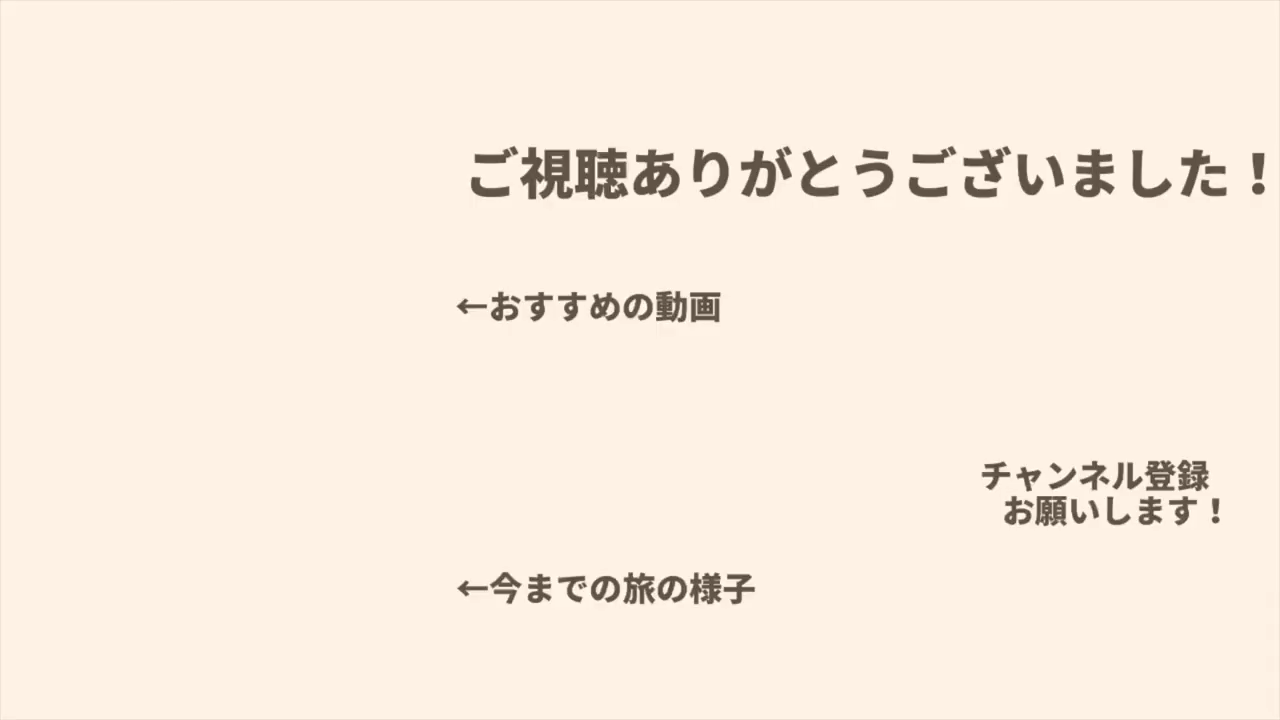 ご視聴ありがとうございました！
←おすすめの動画
チャンネル登録
お願いします！
←今までの旅の様子